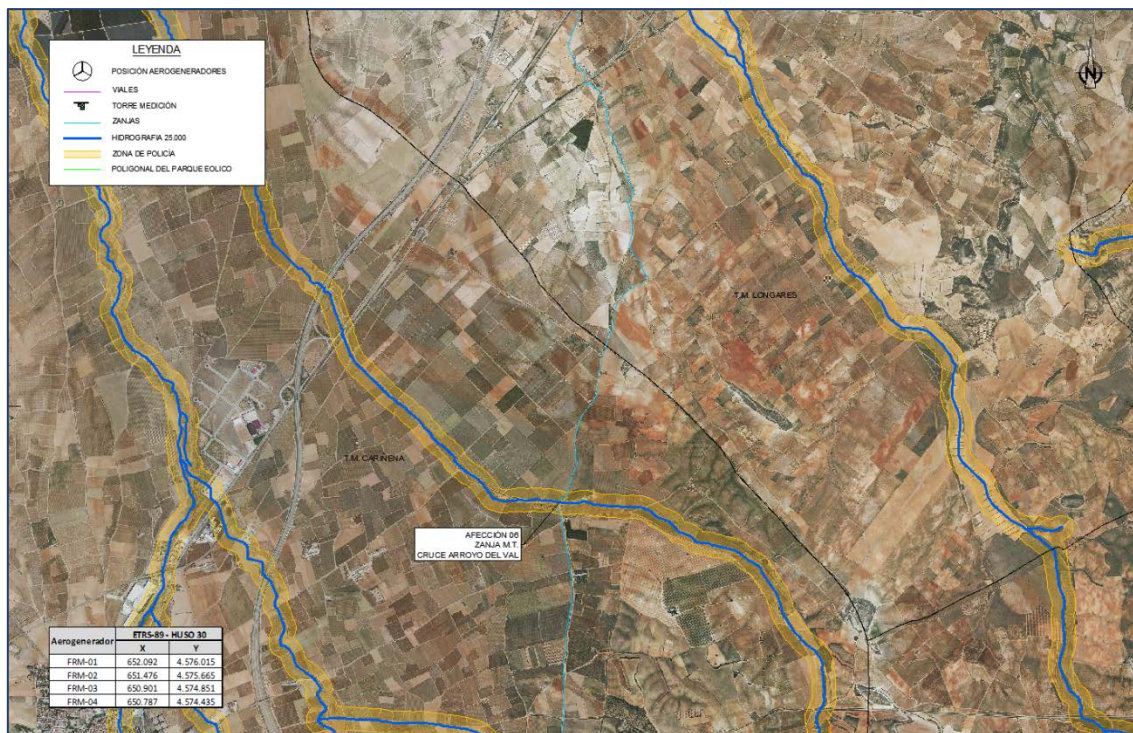 LEYENDA
POSICIÓN AEROGENERADORES
VIALES
TORRE MEDICIÓN
ZANJAS
HIDROGRAFIA 25.000
ZONA DE POLICÍA
POLIGONAL DEL PARQUE EOLICO
N
T.M. LONGARES
T.M. CARIÑENA
AFECCIÓN 06
ZANJA M.T.
CRUCE ARROYO DEL VAL
Aerogenerador ETRS-89 - HUSO 30
X Y
FRM-01 652.092 4.576.015
FRM-02 651.476 4.575.665
FRM-03 650.901 4.574.851
FRM-04 650.787 4.574.435